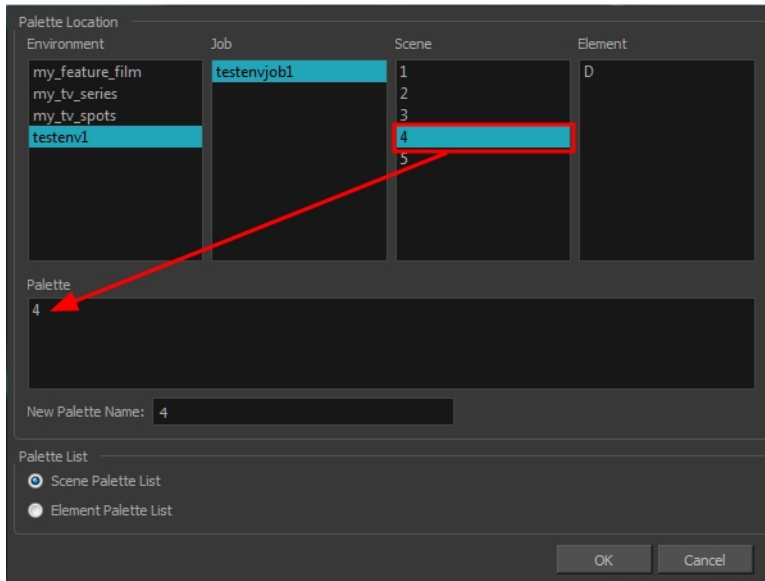 Palette Location
Environment Job Scene Element
my_feature_film testenvjob1 1 D
my_tv_series 2
my_tv_spots 3
testenv1 4
5
Palette
4
New Palette Name: 4
Palette List
Scene Palette List
Element Palette List
OK Cancel